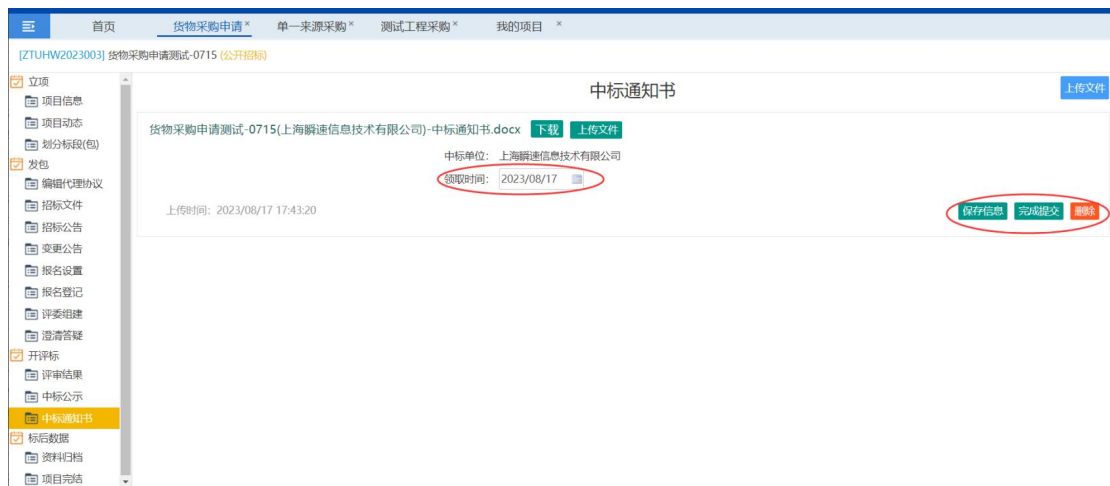 首页 货物采购申请 × 单一来源采购 × 测试工程采购 × 我的项目 ×
[ZTUHW2023003] 货物采购申请测试-0715 (公开招标)
立项
项目信息
项目动态
划分标段(包)
发包
编辑代理协议
招标文件
招标公告
变更公告
报名设置
报名登记
评委组建
澄清答疑
开评标
评审结果
中标公示
中标通知书
标后数据
资料归档
项目完结
中标通知书 上传文件
货物采购申请测试-0715(上海瞬速信息技术有限公司)-中标通知书.docx 下载 上传文件
中标单位: 上海瞬速信息技术有限公司
领取时间: 2023/08/17
上传时间: 2023/08/17 17:43:20 保存信息 完成提交 删除